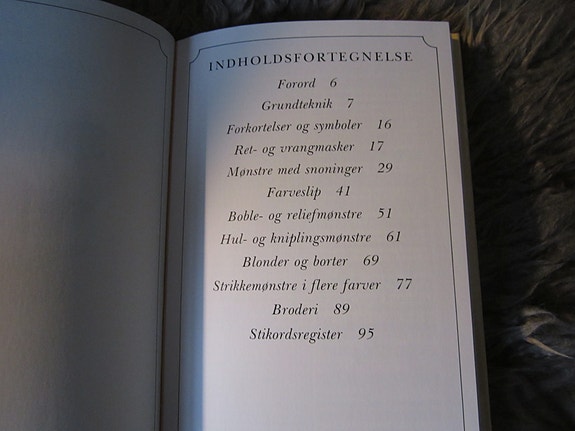 INDHOLDSFORTEGNELSE
Forord 6
Grundteknik 7
Forkortelser og symboler 16
Ret- og vrangmasker 17
Mønstre med snoninger 29
Farveslip 41
Boble- og reliefmønstre 51
Hul- og kniplingsmønstre 61
Blonder og borter 69
Strikkemønstre i flere farver 77
Broderi 89
Stikordsregister 95